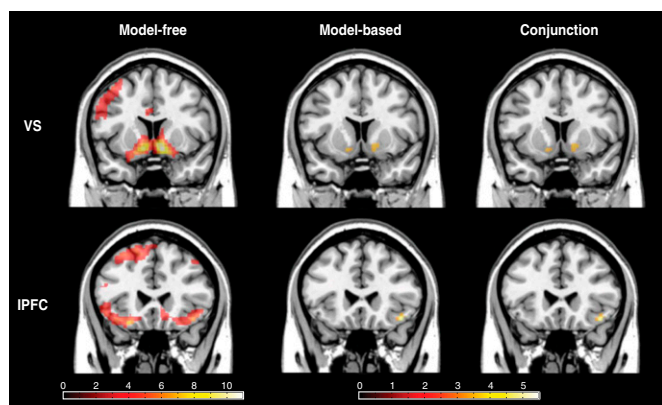 Model-free Model-based Conjunction
VS
lPFC
0 2 4 6 8 10
0 1 2 3 4 5